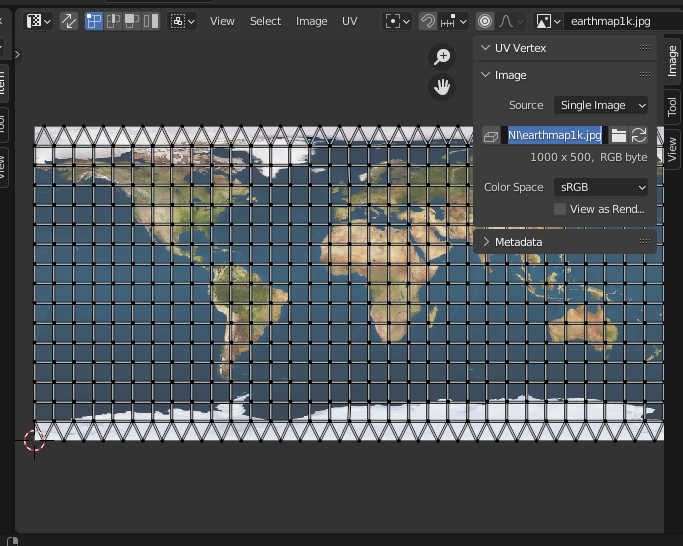 View Select Image UV
earthmap1k.jpg
UV Vertex
Image
Source Single Image
NI\earthmap1k.jpg
1000 x 500, RGB byte
Color Space sRGB
View as Rend...
Metadata
Image
Tool
View
Item
Tool
View